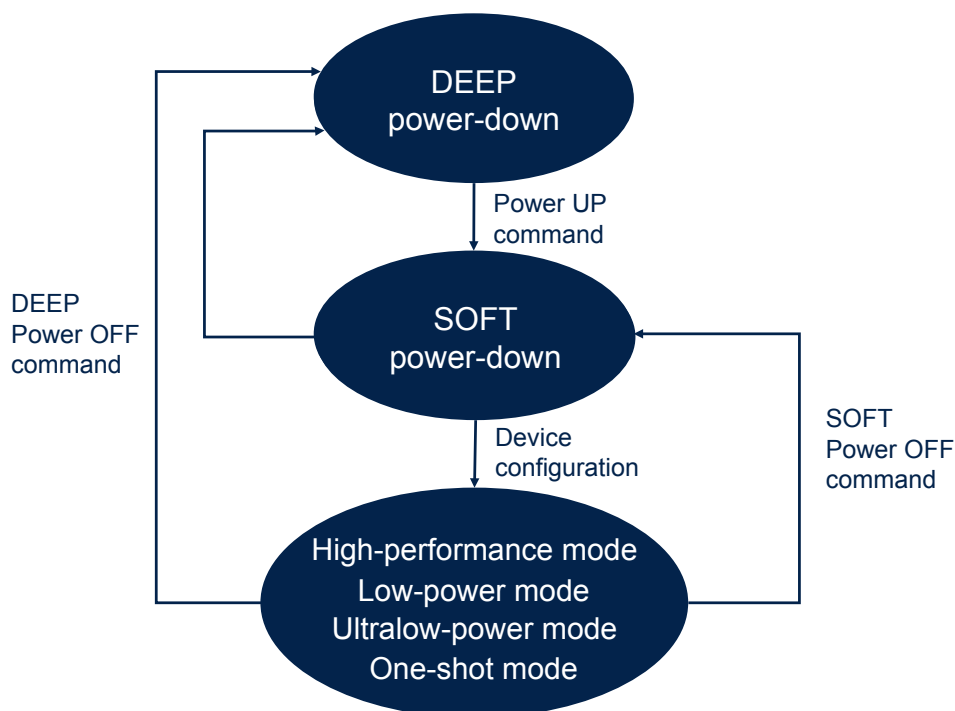 DEEP
power-down
Power UP
command
SOFT
power-down
DEEP
Power OFF
command
Device
configuration
SOFT
Power OFF
command
High-performance mode
Low-power mode
Ultralow-power mode
One-shot mode